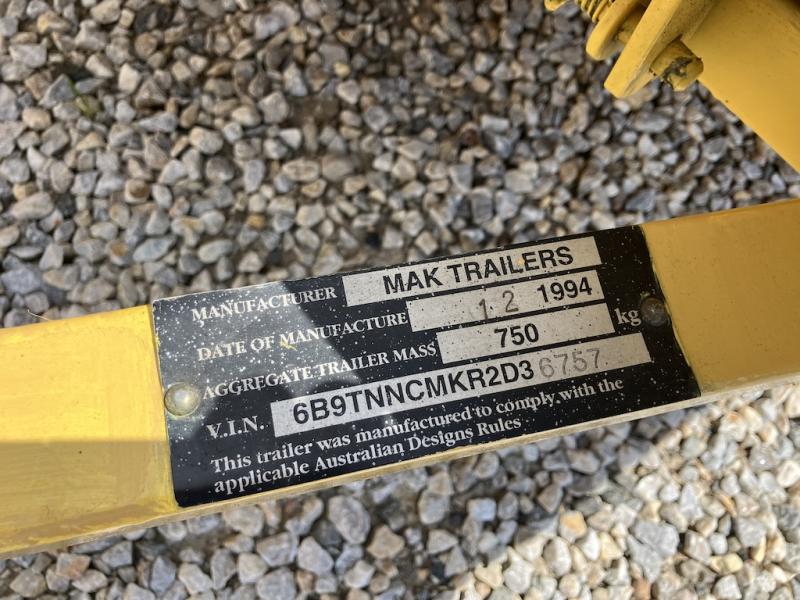 MANUFACTURER MAK TRAILERS
DATE OF MANUFACTURE 12 1994
AGGREGATE TRAILER MASS 750 kg
V.I.N. 6B9TNNCMKR2D36757
This trailer was manufactured to comply with the
applicable Australian Designs Rules